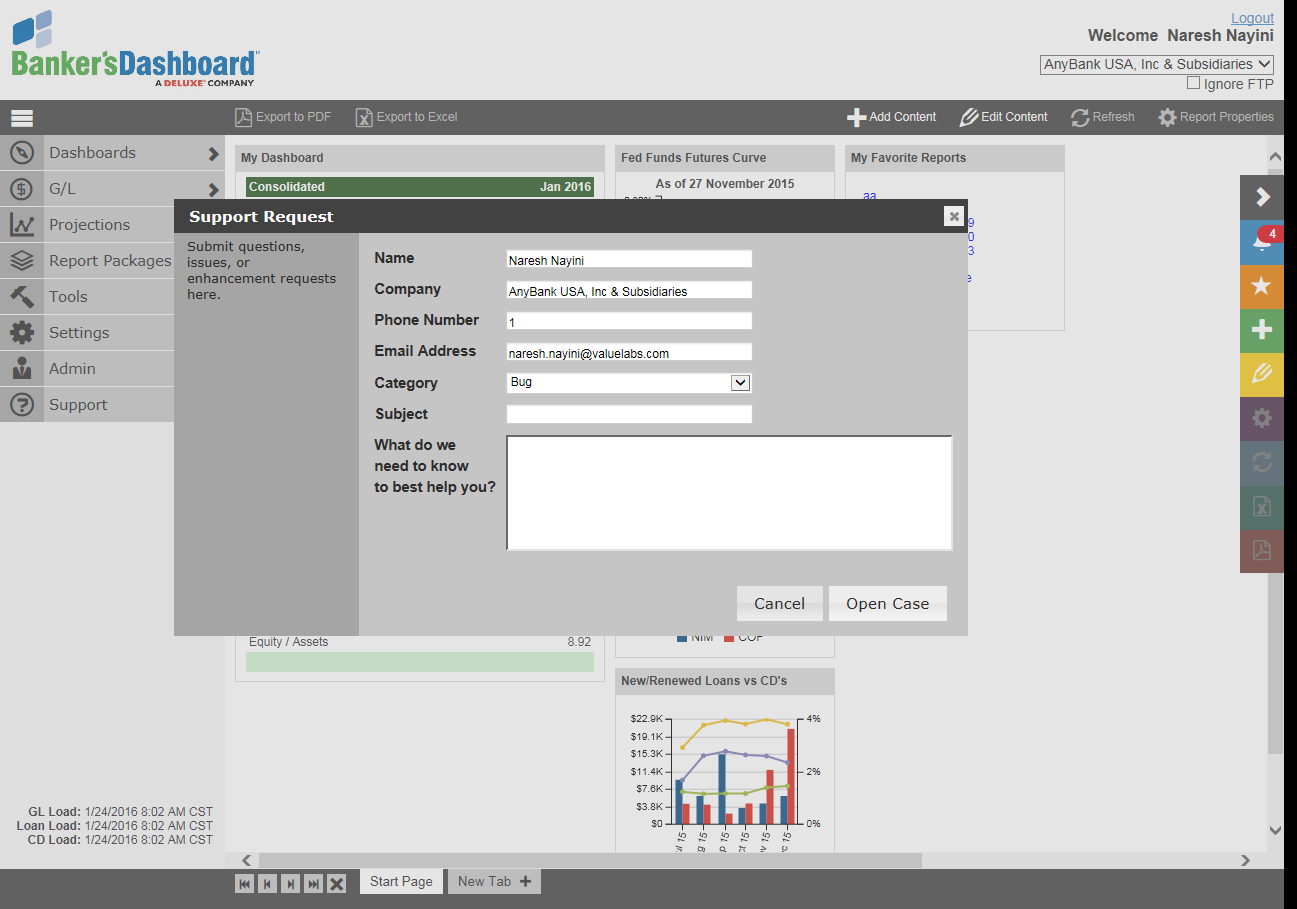 Logout
Welcome Naresh Nayini
Banker'sDashboard
A DELUXE COMPANY
AnyBank USA, Inc & Subsidiaries
Ignore FTP
Export to PDF
Export to Excel
Add Content
Edit Content
Refresh
Report Properties
Dashboards
G/L
Projections
Report Packages
Tools
Settings
Admin
Support
My Dashboard
Consolidated Jan 2016
Fed Funds Futures Curve
As of 27 November 2015
My Favorite Reports
aa
9
0
3
e
4
Support Request
Submit questions,
issues, or
enhancement requests
here.
Name
Naresh Nayini
Company
AnyBank USA, Inc & Subsidiaries
Phone Number
1
Email Address
naresh.nayini@valuelabs.com
Category
Bug
Subject
What do we
need to know
to best help you?
Cancel
Open Case
Equity / Assets 8.92
NIM COF
New/Renewed Loans vs CD's
$22.9K 4%
$19.1K
$15.3K
$11.4K 2%
$7.6K
$3.8K
$0 0%
GL Load: 1/24/2016 8:02 AM CST
Loan Load: 1/24/2016 8:02 AM CST
CD Load: 1/24/2016 8:02 AM CST
Start Page
New Tab